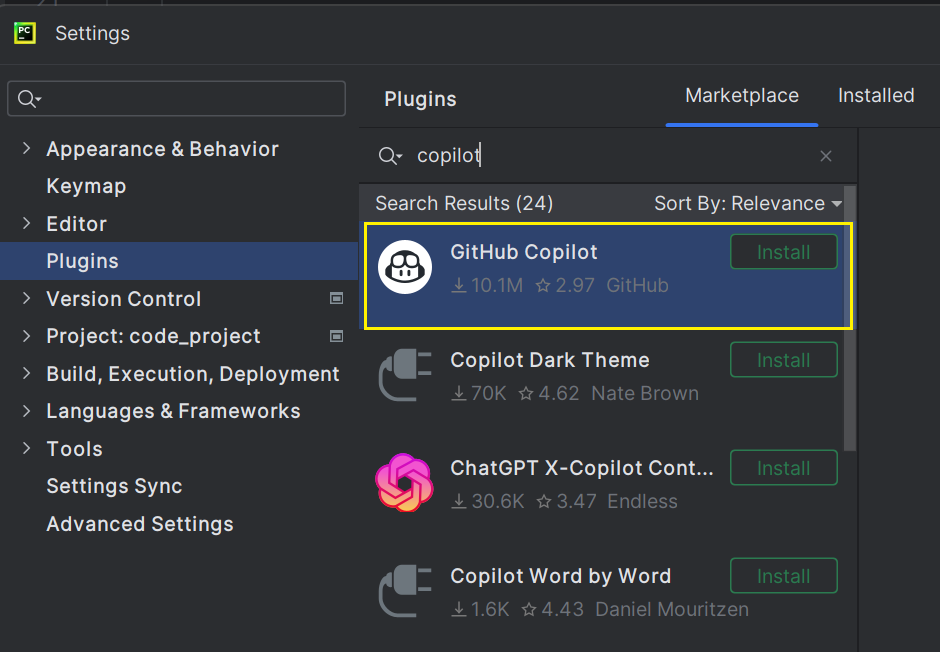 PC
Settings
Appearance & Behavior
Keymap
Editor
Plugins
Version Control
Project: code_project
Build, Execution, Deployment
Languages & Frameworks
Tools
Settings Sync
Advanced Settings
Plugins
Marketplace Installed
copilot
Search Results (24) Sort By: Relevance
GitHub Copilot Install
10.1M 2.97 GitHub
Copilot Dark Theme Install
70K 4.62 Nate Brown
ChatGPT X-Copilot Cont... Install
30.6K 3.47 Endless
Copilot Word by Word Install
1.6K 4.43 Daniel Mouritzen